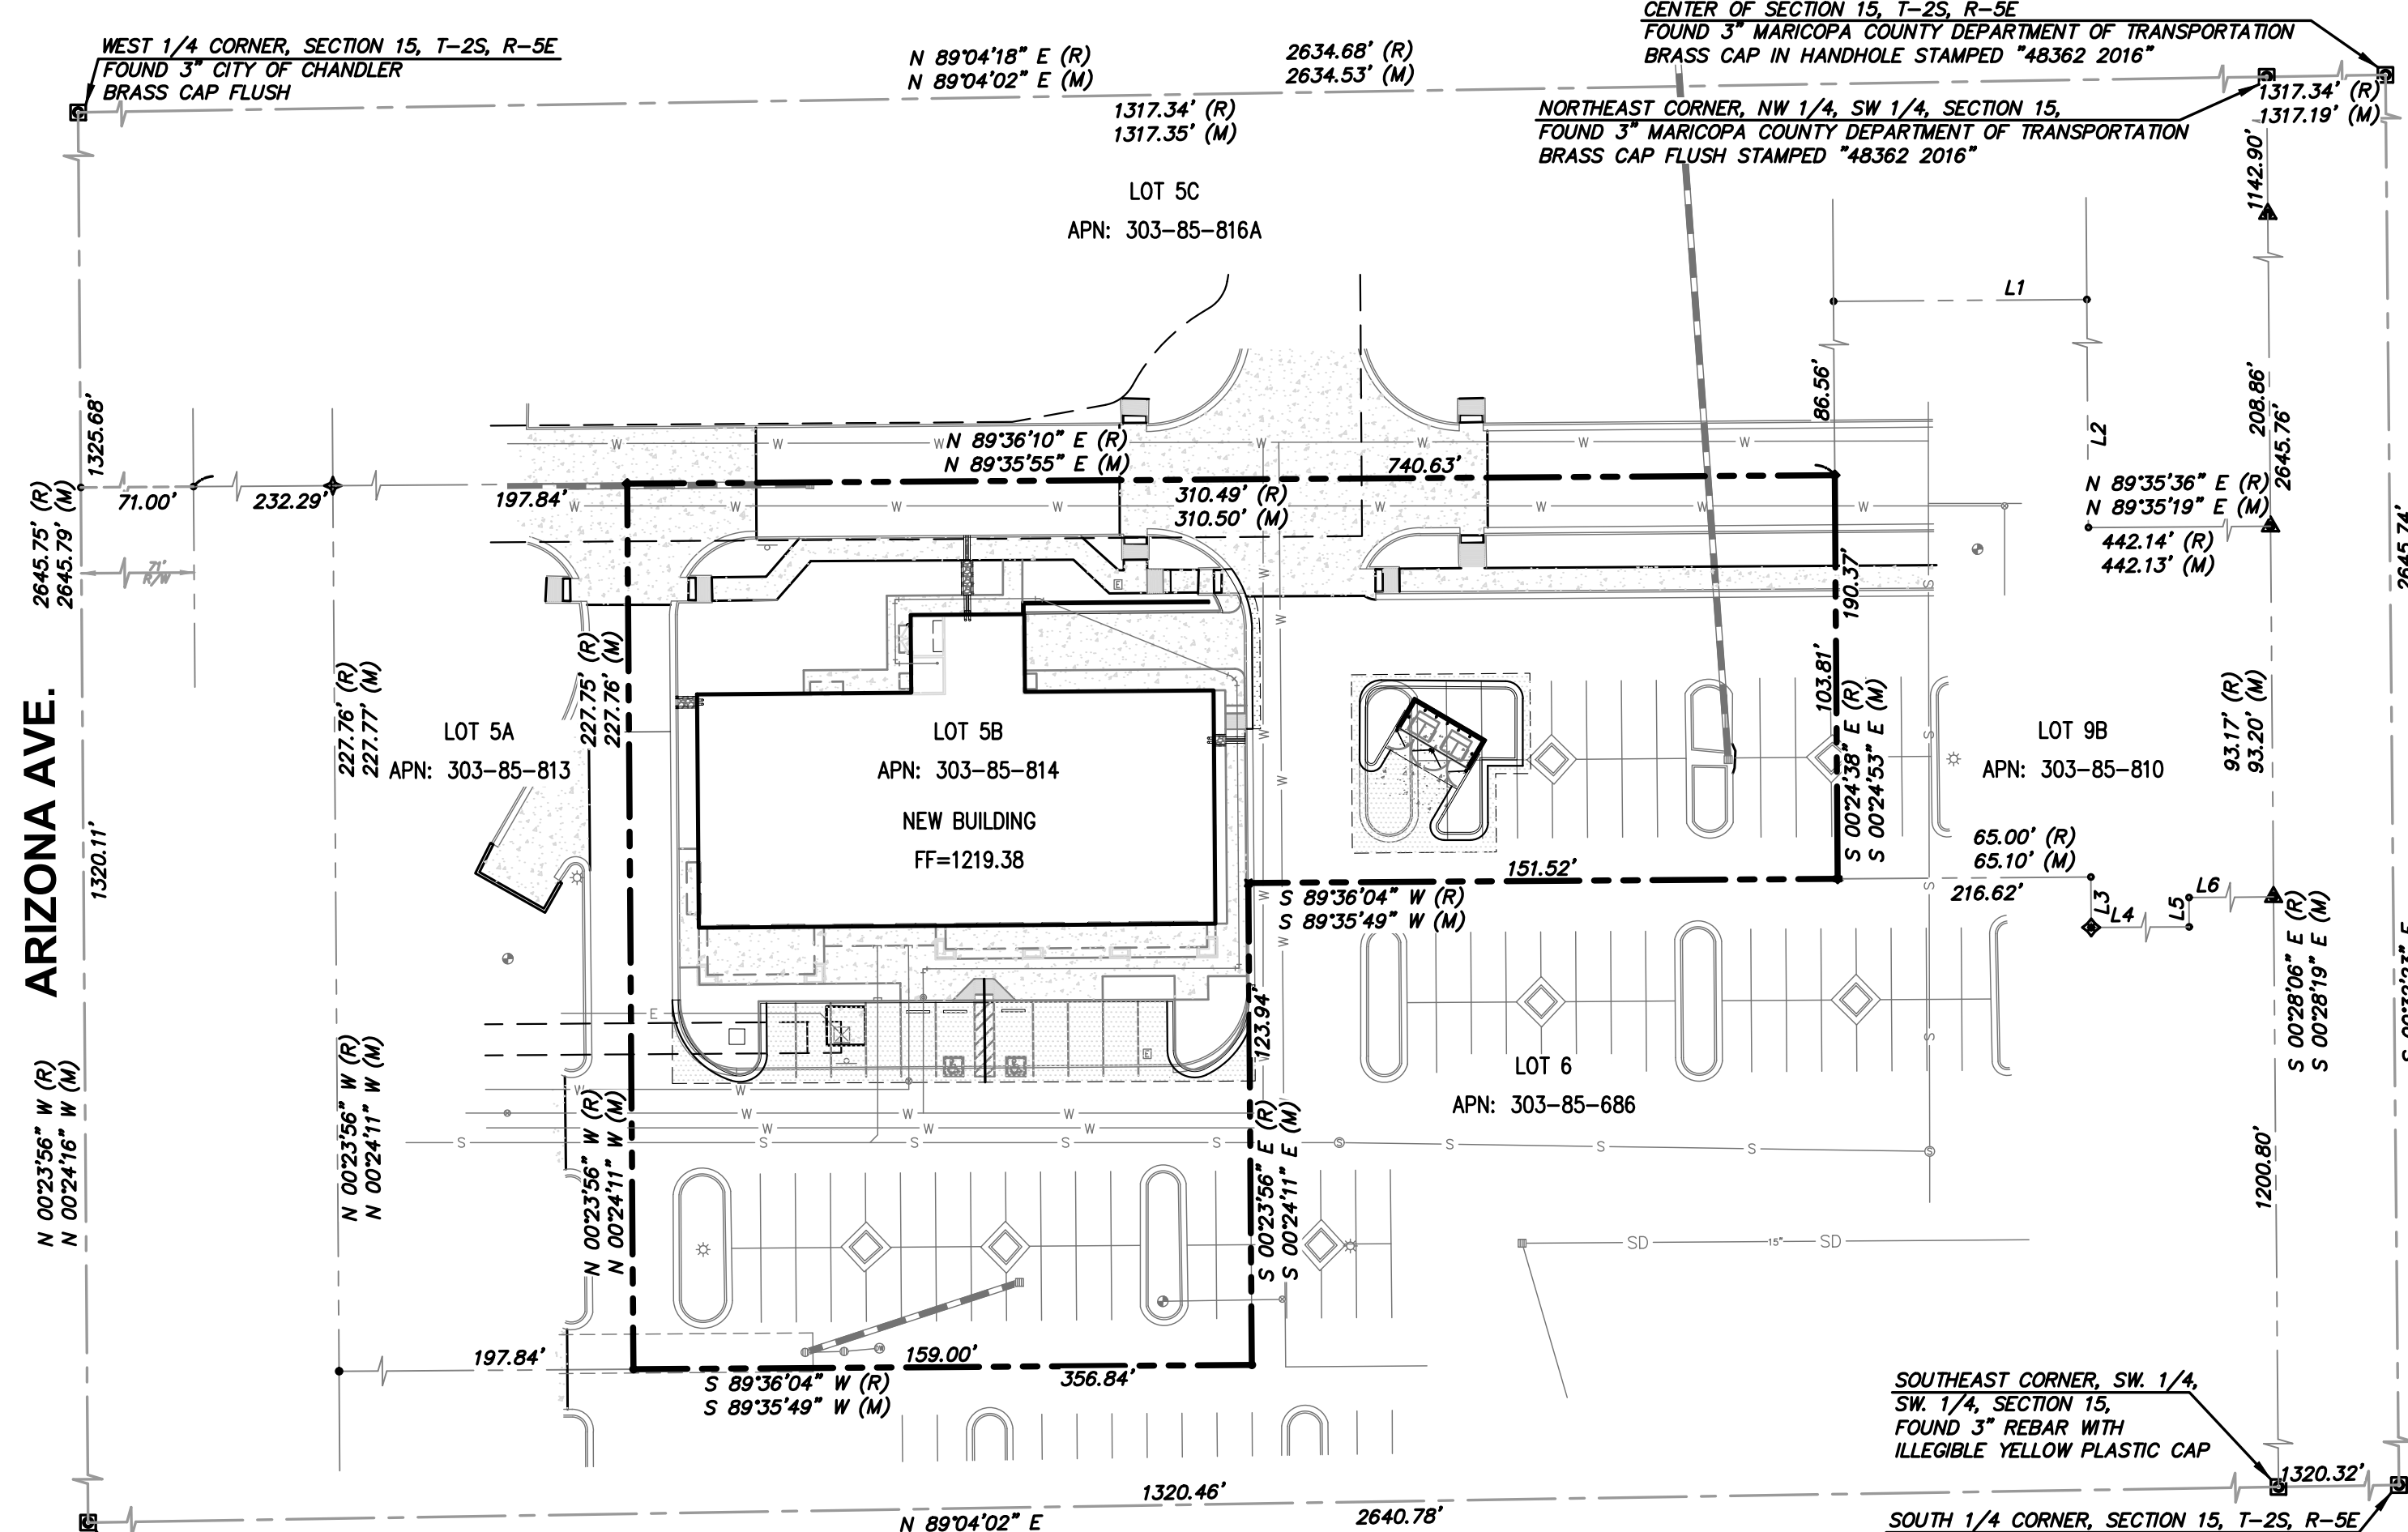 CENTER OF SECTION 15, T-2S, R-5E
FOUND 3" MARICOPA COUNTY DEPARTMENT OF TRANSPORTATION
BRASS CAP IN HANDHOLE STAMPED "48362 2016"
WEST 1/4 CORNER, SECTION 15, T-2S, R-5E
FOUND 3" CITY OF CHANDLER
BRASS CAP FLUSH
N 89°04'18" E (R)
N 89°04'02" E (M)
2634.68' (R)
2634.53' (M)
1317.34' (R)
1317.35' (M)
1317.34' (R)
1317.19' (M)
NORTHEAST CORNER, NW 1/4, SW 1/4, SECTION 15,
FOUND 3" MARICOPA COUNTY DEPARTMENT OF TRANSPORTATION
BRASS CAP FLUSH STAMPED "48362 2016"
1142.90'
LOT 5C
APN: 303-85-816A
L1
L2
86.56'
208.86'
2645.76'
1325.68'
2645.75' (R)
2645.79' (M)
71.00'
232.29'
197.84'
71'
R/W
N 89°36'10" E (R)
N 89°35'55" E (M)
740.63'
310.49' (R)
310.50' (M)
N 89°35'36" E (R)
N 89°35'19" E (M)
442.14' (R)
442.13' (M)
2645.74'
190.37'
103.81'
S 00°24'38" E (R)
S 00°24'53" E (M)
227.76' (R)
227.77' (M)
227.75' (R)
227.76' (M)
ARIZONA AVE.
1320.11'
LOT 5A
APN: 303-85-813
LOT 5B
APN: 303-85-814
NEW BUILDING
FF=1219.38
LOT 9B
APN: 303-85-810
93.17' (R)
93.20' (M)
65.00' (R)
65.10' (M)
216.62'
L3
L4
L5
L6
151.52'
S 89°36'04" W (R)
S 89°35'49" W (M)
123.94'
S 00°28'06" E (R)
S 00°28'19" E (M)
N 00°23'56" W (R)
N 00°24'16" W (M)
N 00°23'56" W (R)
N 00°24'11" W (M)
N 00°23'56" W (R)
N 00°24'11" W (M)
S 00°23'56" E (R)
S 00°24'11" E (M)
LOT 6
APN: 303-85-686
1200.80'
SD
15"
SD
197.84'
159.00'
356.84'
S 89°36'04" W (R)
S 89°35'49" W (M)
SOUTHEAST CORNER, SW. 1/4,
SW. 1/4, SECTION 15,
FOUND 3" REBAR WITH
ILLEGIBLE YELLOW PLASTIC CAP
1320.32'
1320.46'
N 89°04'02" E
2640.78'
SOUTH 1/4 CORNER, SECTION 15, T-2S, R-5E